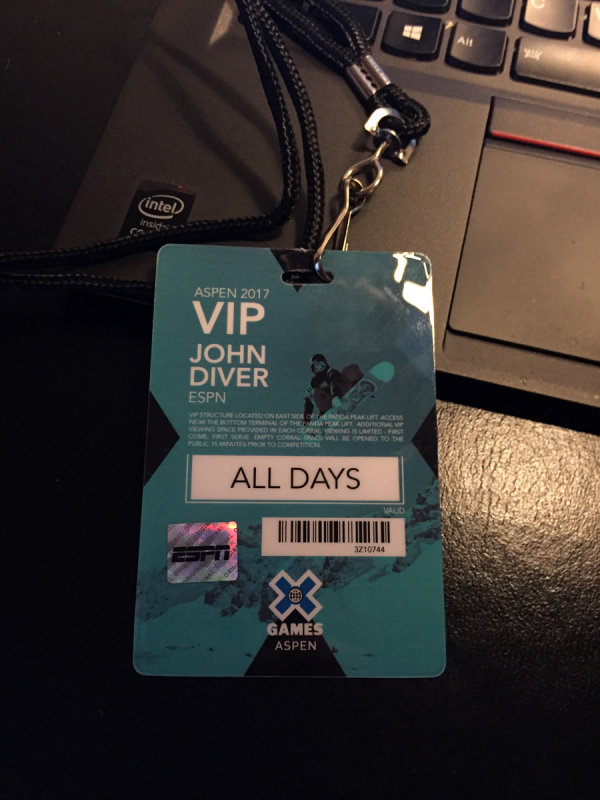 Alt
intel
inside
ASPEN 2017
VIP
JOHN
DIVER
ESPN
VIP STRUCTURE LOCATED ON EAST SIDE OF THE PANDA PEAK LIFT. ACCESS
NEAR THE BOTTOM TERMINAL OF THE PANDA PEAK LIFT. ADDITIONAL VIP
VIEWING SPACE PROVIDED IN EACH CORRAL. VIEWING IS LIMITED - FIRST
COME, FIRST SERVE. EMPTY CORRAL SPACE WILL BE OPENED TO THE
PUBLIC 15 MINUTES PRIOR TO COMPETITION.
ALL DAYS
VALID
3Z10744
ESPN
X
GAMES
ASPEN